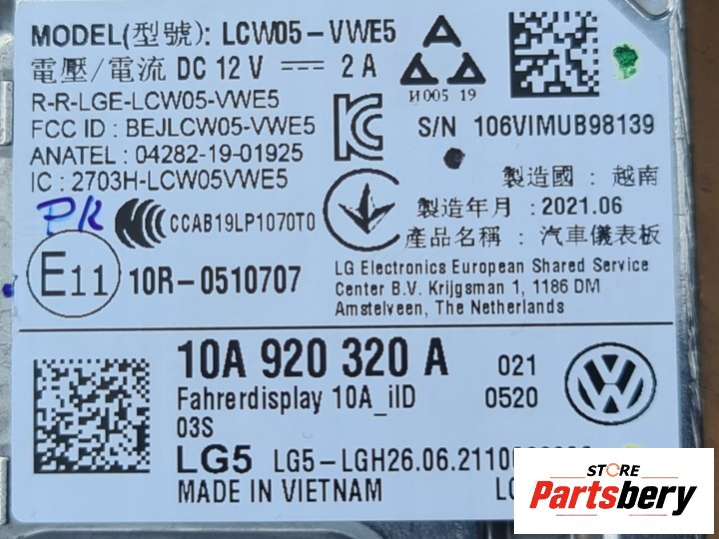 MODEL(型號): LCW05-VWE5
電壓/電流 DC 12 V ⎓ 2 A
R-R-LGE-LCW05-VWE5
FCC ID : BEJLCW05-VWE5
ANATEL : 04282-19-01925
IC : 2703H-LCW05VWE5
И005 19
S/N 106VIMUB98139
製造國 : 越南
製造年月 : 2021.06
產品名稱 : 汽車儀表板
PK
CCAB19LP1070T0
E11 10R-0510707
LG Electronics European Shared Service
Center B.V. Krijgsman 1, 1186 DM
Amstelveen, The Netherlands
10A 920 320 A 021
Fahrerdisplay 10A_iID 0520
03S
LG5 LG5-LGH26.06.2110
MADE IN VIETNAM
STORE
Partsbery